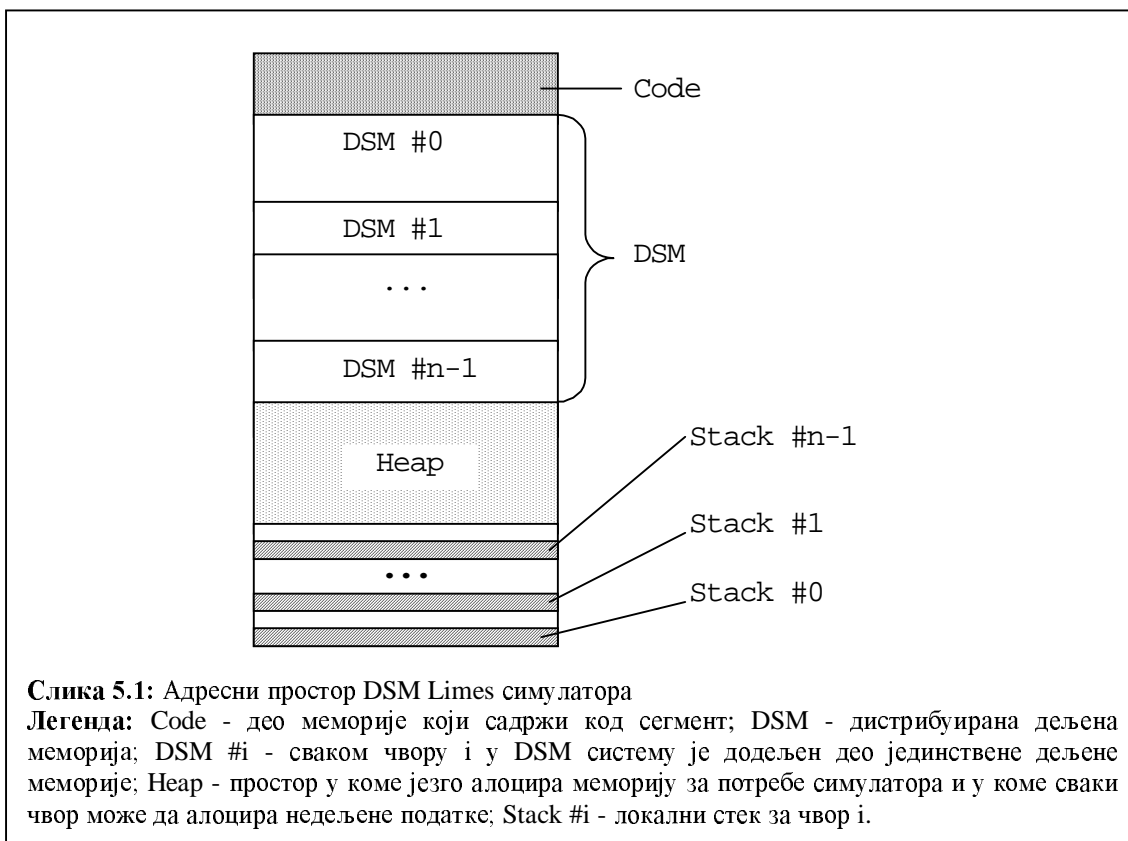 Code
DSM #0
DSM #1
DSM
...
DSM #n-1
Stack #n-1
Heap
Stack #1
...
Stack #0
Слика 5.1: Адресни простор DSM Limes симулатора
Легенда: Code - део меморије који садржи код сегмент; DSM - дистрибуирана дељена
меморија; DSM #i - сваком чвору i у DSM систему је додељен део јединствене дељене
меморије; Heap - простор у коме језго алоцира меморију за потребе симулатора и у коме сваки
чвор може да алоцира недељене податке; Stack #i - локални стек за чвор i.